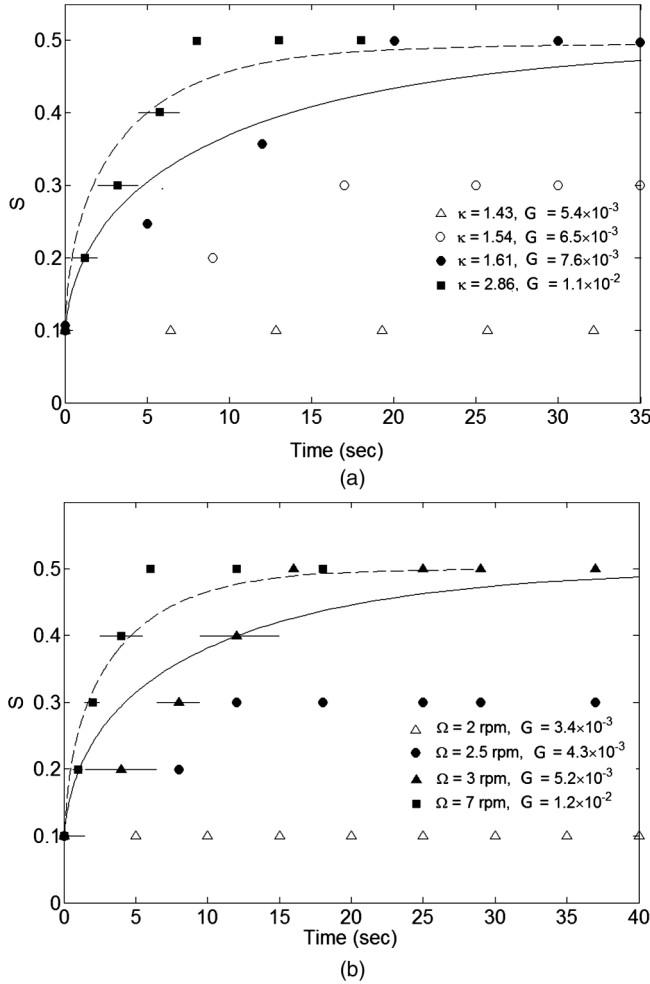 0.5
0.4
0.3
0.2
0.1
0
S
△ κ = 1.43, G = 5.4×10⁻³
○ κ = 1.54, G = 6.5×10⁻³
● κ = 1.61, G = 7.6×10⁻³
■ κ = 2.86, G = 1.1×10⁻²
0 5 10 15 20 25 30 35
Time (sec)
(a)
0.5
0.4
0.3
0.2
0.1
0
S
△ Ω = 2 rpm, G = 3.4×10⁻³
● Ω = 2.5 rpm, G = 4.3×10⁻³
▲ Ω = 3 rpm, G = 5.2×10⁻³
■ Ω = 7 rpm, G = 1.2×10⁻²
0 5 10 15 20 25 30 35 40
Time (sec)
(b)